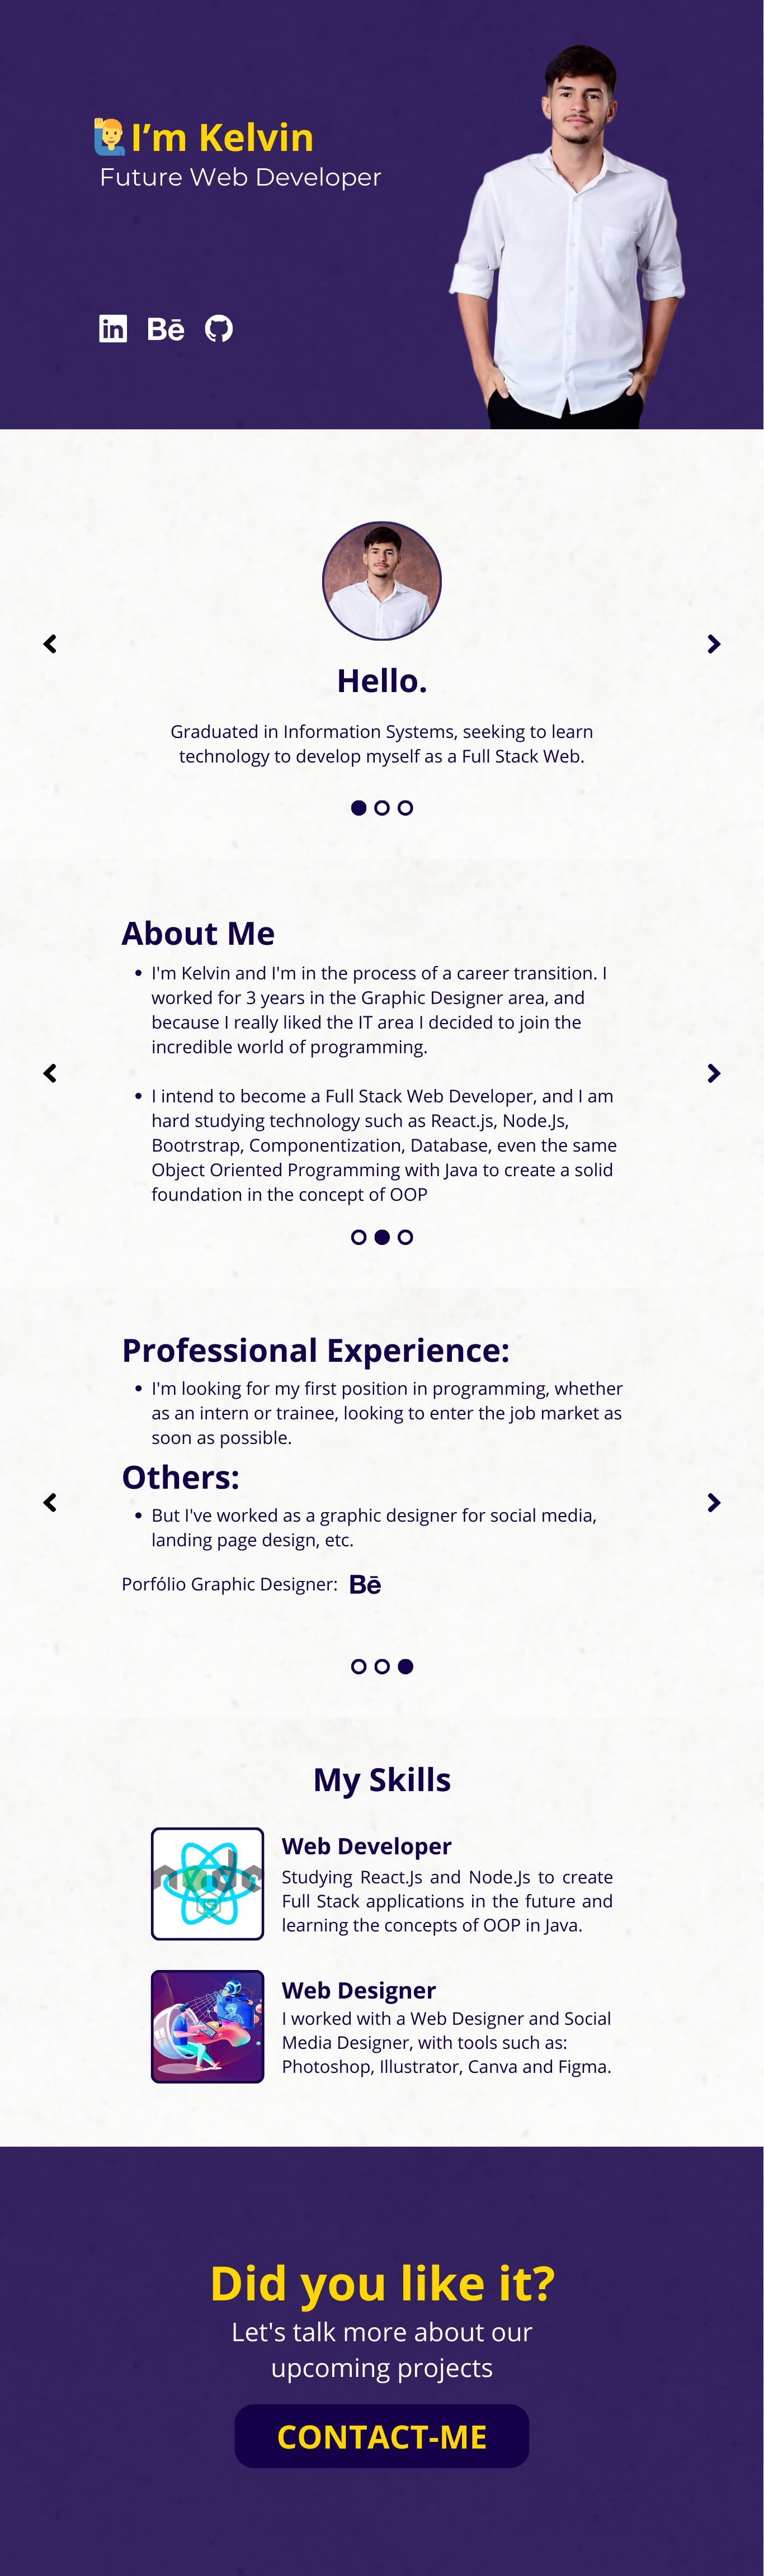 I’m Kelvin
Future Web Developer
in Bē
Hello.
Graduated in Information Systems, seeking to learn
technology to develop myself as a Full Stack Web.
About Me
I'm Kelvin and I'm in the process of a career transition. I
worked for 3 years in the Graphic Designer area, and
because I really liked the IT area I decided to join the
incredible world of programming.
I intend to become a Full Stack Web Developer, and I am
hard studying technology such as React.js, Node.Js,
Bootrstrap, Componentization, Database, even the same
Object Oriented Programming with Java to create a solid
foundation in the concept of OOP
Professional Experience:
I'm looking for my first position in programming, whether
as an intern or trainee, looking to enter the job market as
soon as possible.
Others:
But I've worked as a graphic designer for social media,
landing page design, etc.
Porfólio Graphic Designer: Bē
My Skills
Web Developer
Studying React.Js and Node.Js to create
Full Stack applications in the future and
learning the concepts of OOP in Java.
Web Designer
I worked with a Web Designer and Social
Media Designer, with tools such as:
Photoshop, Illustrator, Canva and Figma.
Did you like it?
Let's talk more about our
upcoming projects
CONTACT-ME